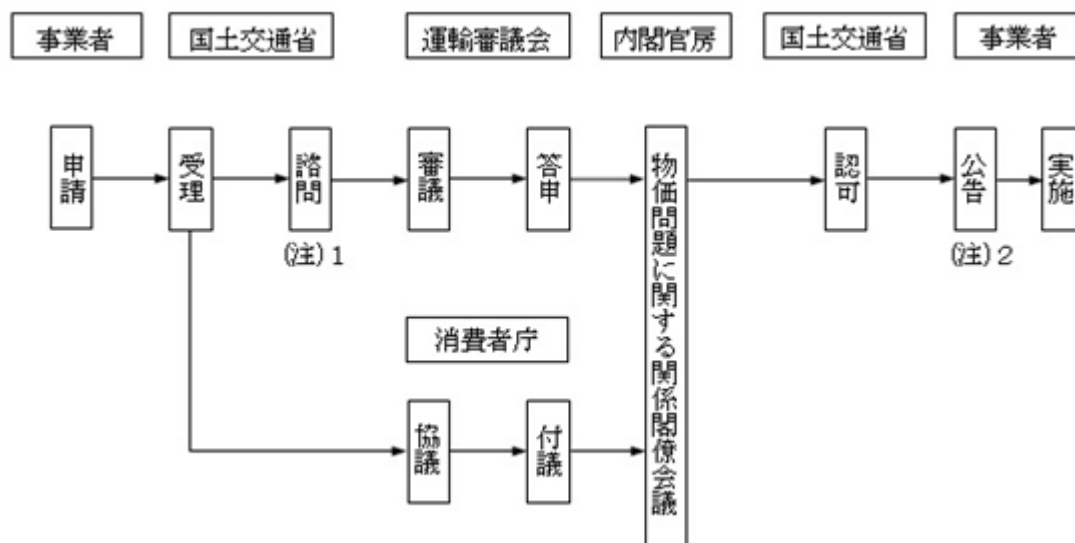 事業者
国土交通省
運輸審議会
内閣官房
国土交通省
事業者
申請
受理
諮問
審議
答申
物価問題に関する関係閣僚会議
認可
公告
実施
(注)1
(注)2
消費者庁
協議
付議